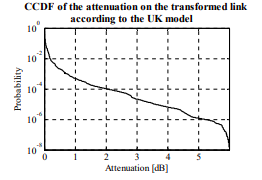 CCDF of the attenuation on the transformed link
according to the UK model
10^0
10^-2
10^-4
10^-6
10^-8
Probability
0 1 2 3 4 5
Attenuation [dB]